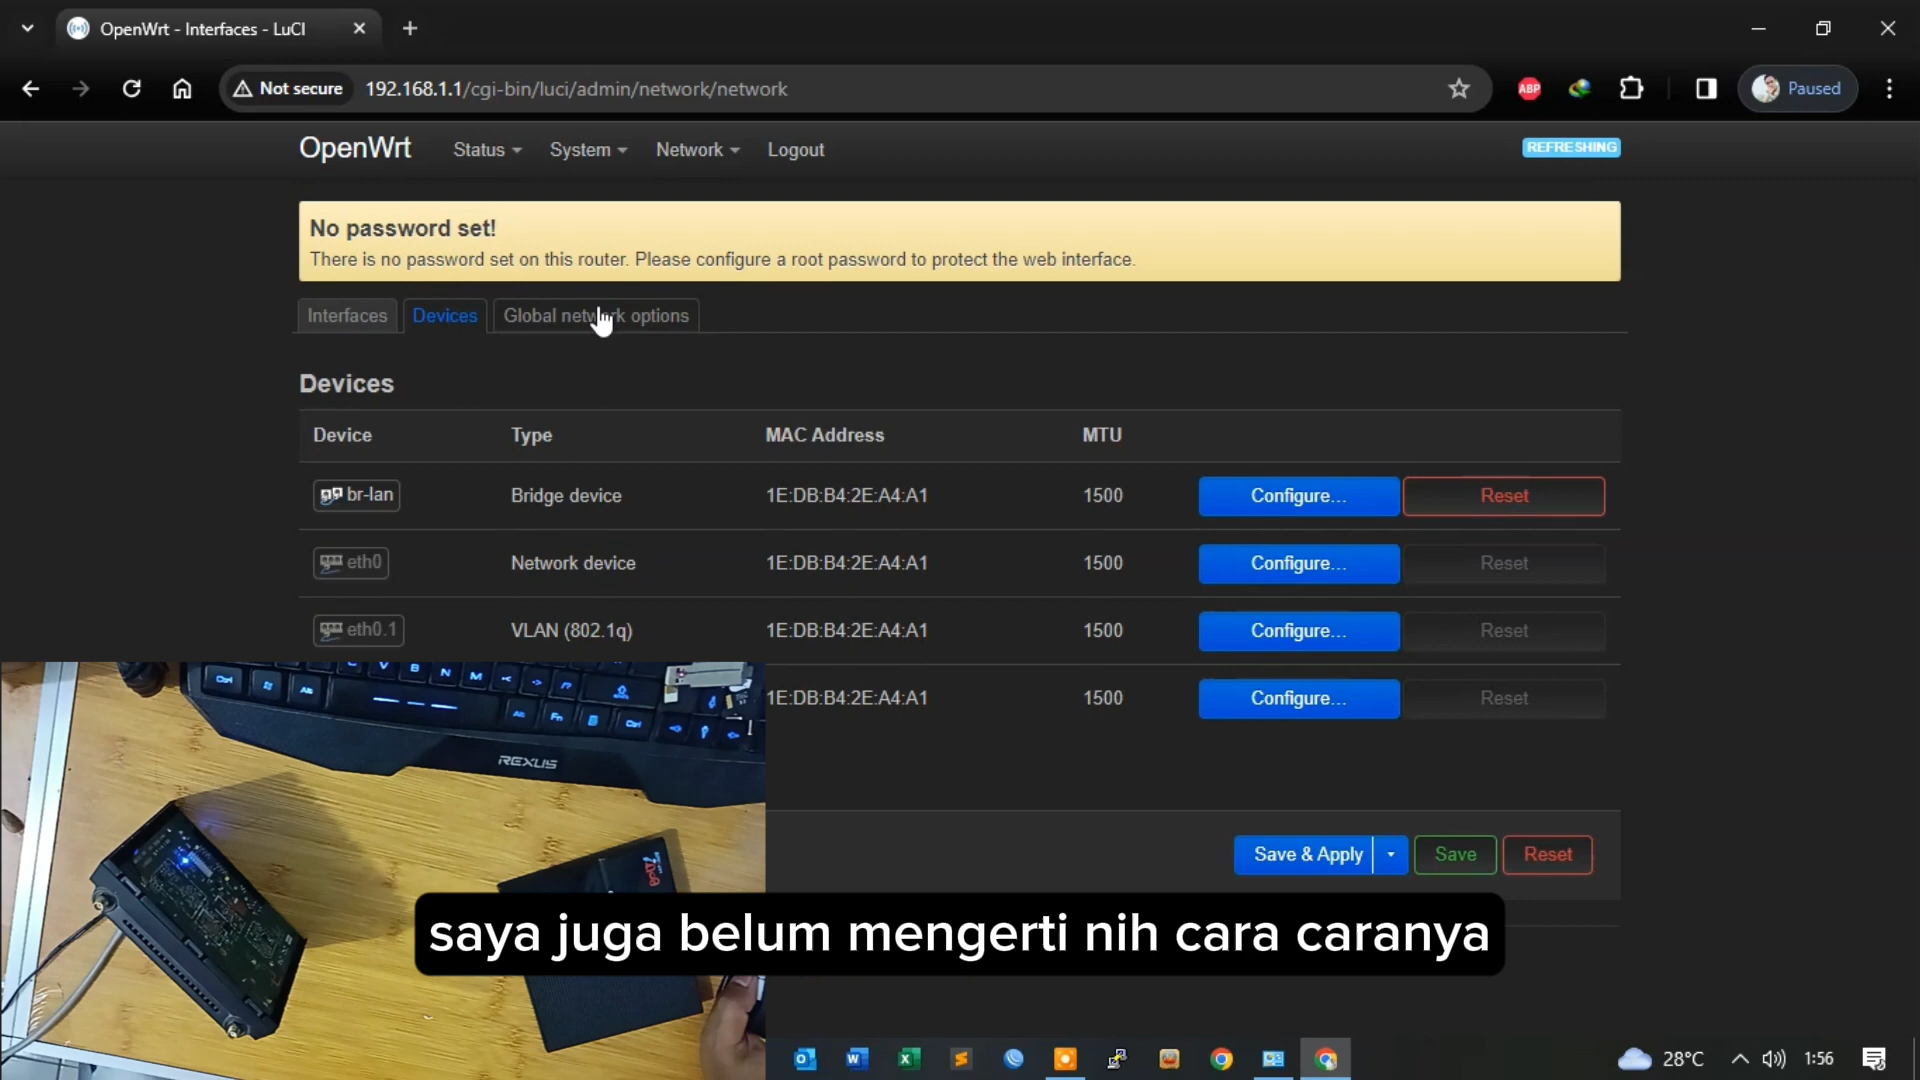 OpenWrt - Interfaces - LuCI
Not secure
192.168.1.1/cgi-bin/luci/admin/network/network
ABP
Paused
OpenWrt
Status
System
Network
Logout
REFRESHING
No password set!
There is no password set on this router. Please configure a root password to protect the web interface.
Interfaces
Devices
Global network options
Devices
Device Type MAC Address MTU
br-lan Bridge device 1E:DB:B4:2E:A4:A1 1500 Configure… Reset
eth0 Network device 1E:DB:B4:2E:A4:A1 1500 Configure… Reset
eth0.1 VLAN (802.1q) 1E:DB:B4:2E:A4:A1 1500 Configure… Reset
1E:DB:B4:2E:A4:A1 1500 Configure… Reset
V B N M
Ctrl Alt
Alt Fn Ctrl
REXUS
Save & Apply
Save
Reset
saya juga belum mengerti nih cara caranya
28°C
1:56